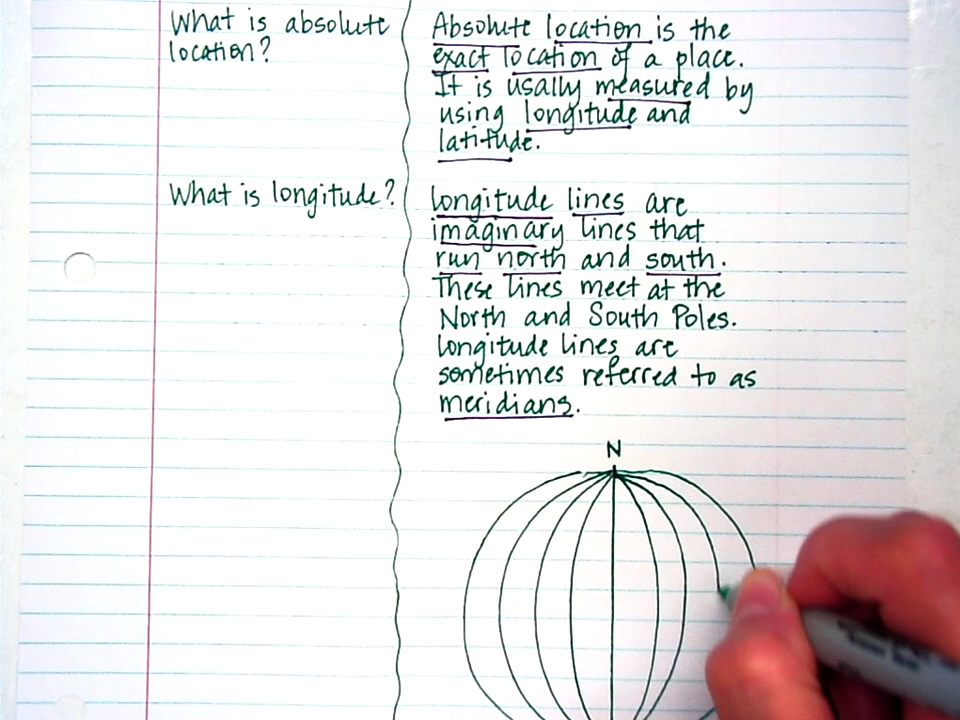 What is absolute
location?
Absolute location is the
exact location of a place.
It is usally measured by
using longitude and
latitude.
What is longitude?
Longitude lines are
imaginary lines that
run north and south.
These lines meet at the
North and South Poles.
Longitude lines are
sometimes referred to as
meridians.
N